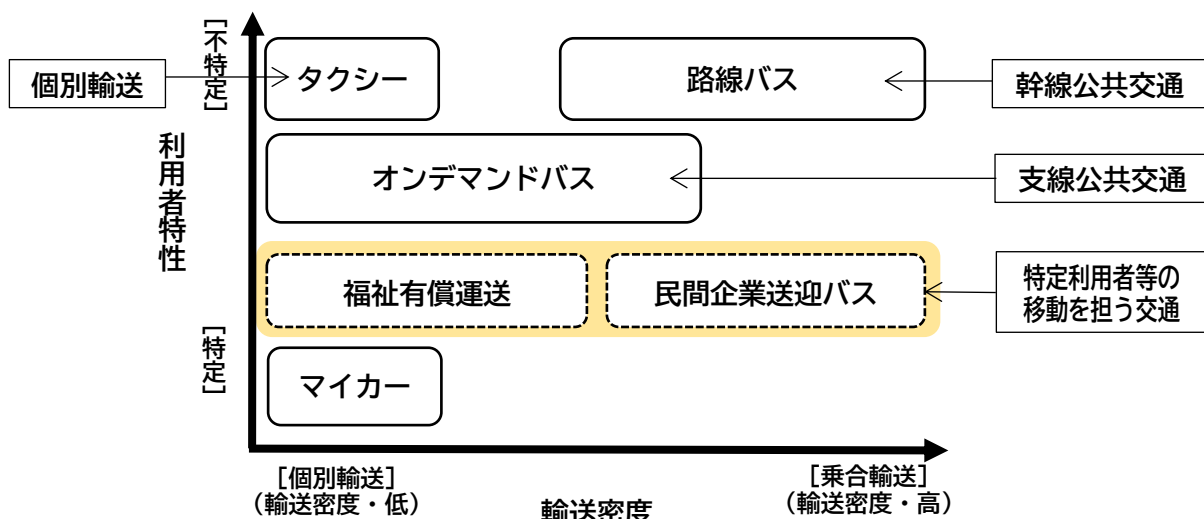 ［不特定］
タクシー
路線バス
個別輸送
幹線公共交通
利用者特性
オンデマンドバス
支線公共交通
福祉有償運送
民間企業送迎バス
特定利用者等の
移動を担う交通
［特定］
マイカー
［個別輸送］
（輸送密度・低）
輸送密度
［乗合輸送］
（輸送密度・高）